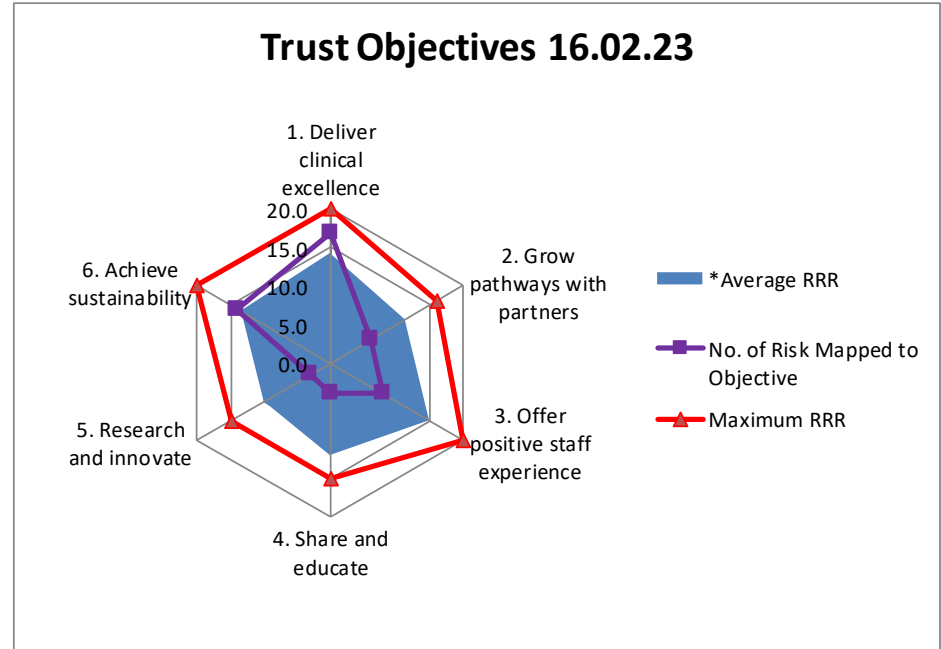 Trust Objectives 16.02.23
1. Deliver
clinical
excellence
20.0
15.0
10.0
5.0
0.0
2. Grow
pathways with
partners
3. Offer
positive staff
experience
4. Share and
educate
5. Research
and innovate
6. Achieve
sustainability
*Average RRR
No. of Risk Mapped to
Objective
Maximum RRR